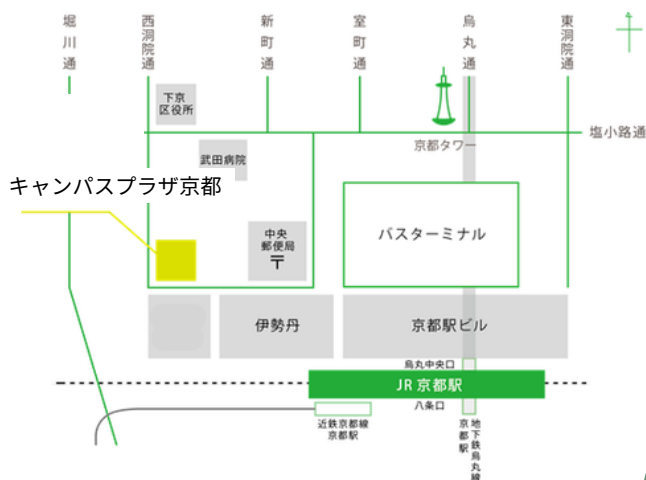 堀川通
西洞院通
新町通
室町通
烏丸通
東洞院通
下京
区役所
塩小路通
京都タワー
武田病院
キャンパスプラザ京都
中央
郵便局
〒
バスターミナル
伊勢丹
京都駅ビル
烏丸中央口
JR 京都駅
八条口
近鉄京都線
京都駅
地下鉄烏丸線
京都駅